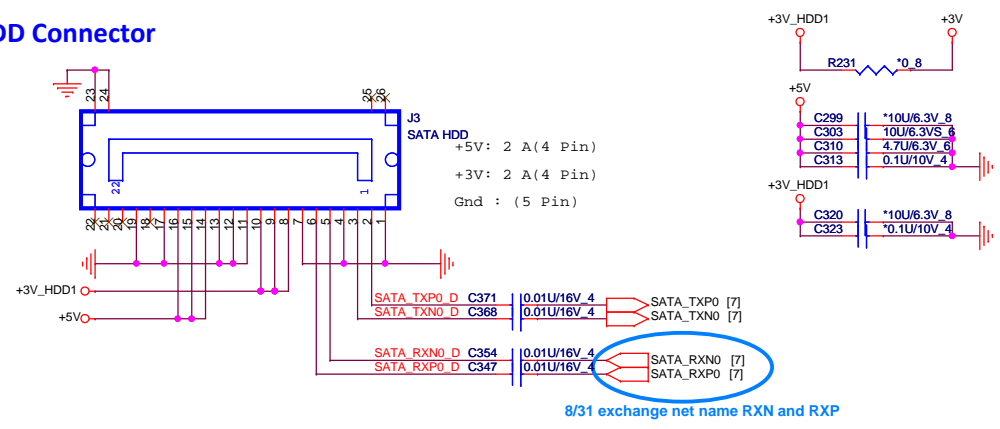 DD Connector
+3V_HDD1
+3V
R231
*0_8
+5V
C299
*10U/6.3V_8
C303
10U/6.3VS_6
C310
4.7U/6.3V_6
C313
0.1U/10V_4
+3V_HDD1
C320
*10U/6.3V_8
C323
*0.1U/10V_4
23
24
25
26
J3
SATA HDD
+5V: 2 A(4 Pin)
+3V: 2 A(4 Pin)
Gnd : (5 Pin)
22
1
22
21
20
19
18
17
16
15
14
13
12
11
10
9
8
7
6
5
4
3
2
1
+3V_HDD1
+5V
SATA_TXP0_D C371 0.01U/16V_4 SATA_TXP0 [7]
SATA_TXN0_D C368 0.01U/16V_4 SATA_TXN0 [7]
SATA_RXN0_D C354 0.01U/16V_4 SATA_RXN0 [7]
SATA_RXP0_D C347 0.01U/16V_4 SATA_RXP0 [7]
8/31 exchange net name RXN and RXP